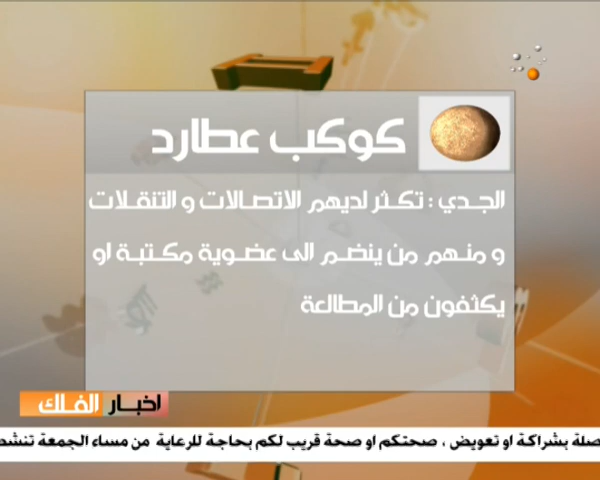 كوكب عطارد
الجدي : تكثر لديهم الاتصالات و التنقلات
و منهم من ينضم الى عضوية مكتبة او
يكثفون من المطالعة
اخبار الفلك
صلة بشراكة او تعويض ، صحتكم او صحة قريب لكم بحاجة للرعاية من مساء الجمعة تنشط